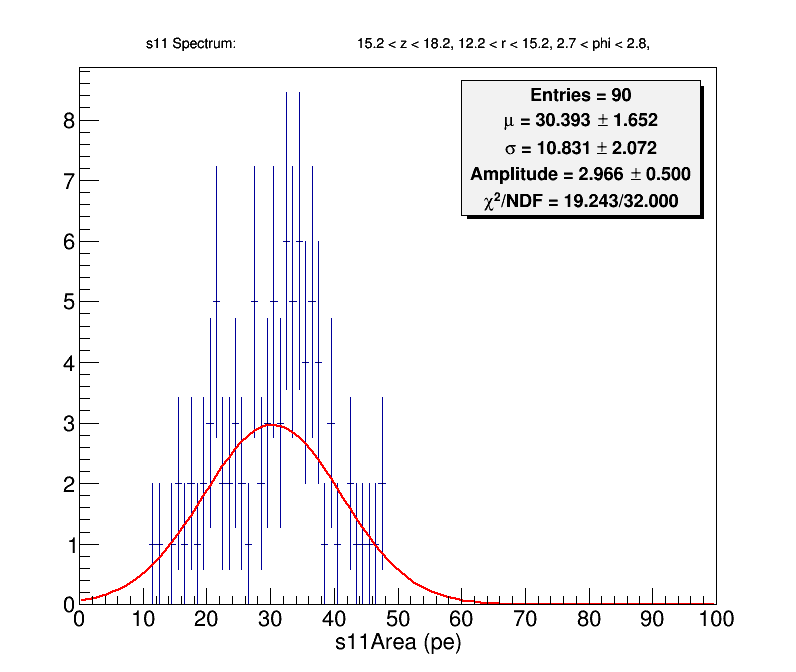 s11 Spectrum: 15.2 < z < 18.2, 12.2 < r < 15.2, 2.7 < phi < 2.8,
Entries = 90
μ = 30.393 ± 1.652
σ = 10.831 ± 2.072
Amplitude = 2.966 ± 0.500
χ²/NDF = 19.243/32.000
8
7
6
5
4
3
2
1
0
0 10 20 30 40 50 60 70 80 90 100
s11Area (pe)